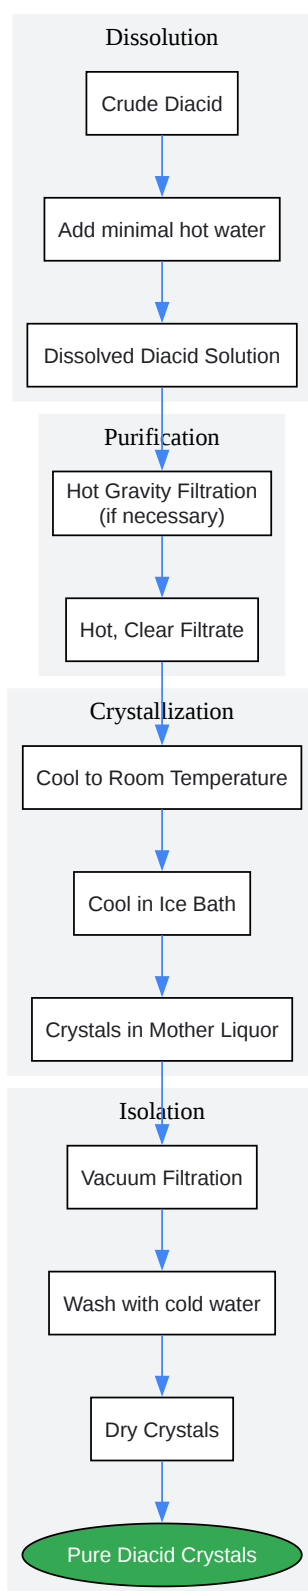 Dissolution
Crude Diacid
Add minimal hot water
Dissolved Diacid Solution
Purification
Hot Gravity Filtration
(if necessary)
Hot, Clear Filtrate
Crystallization
Cool to Room Temperature
Cool in Ice Bath
Crystals in Mother Liquor
Isolation
Vacuum Filtration
Wash with cold water
Dry Crystals
Pure Diacid Crystals